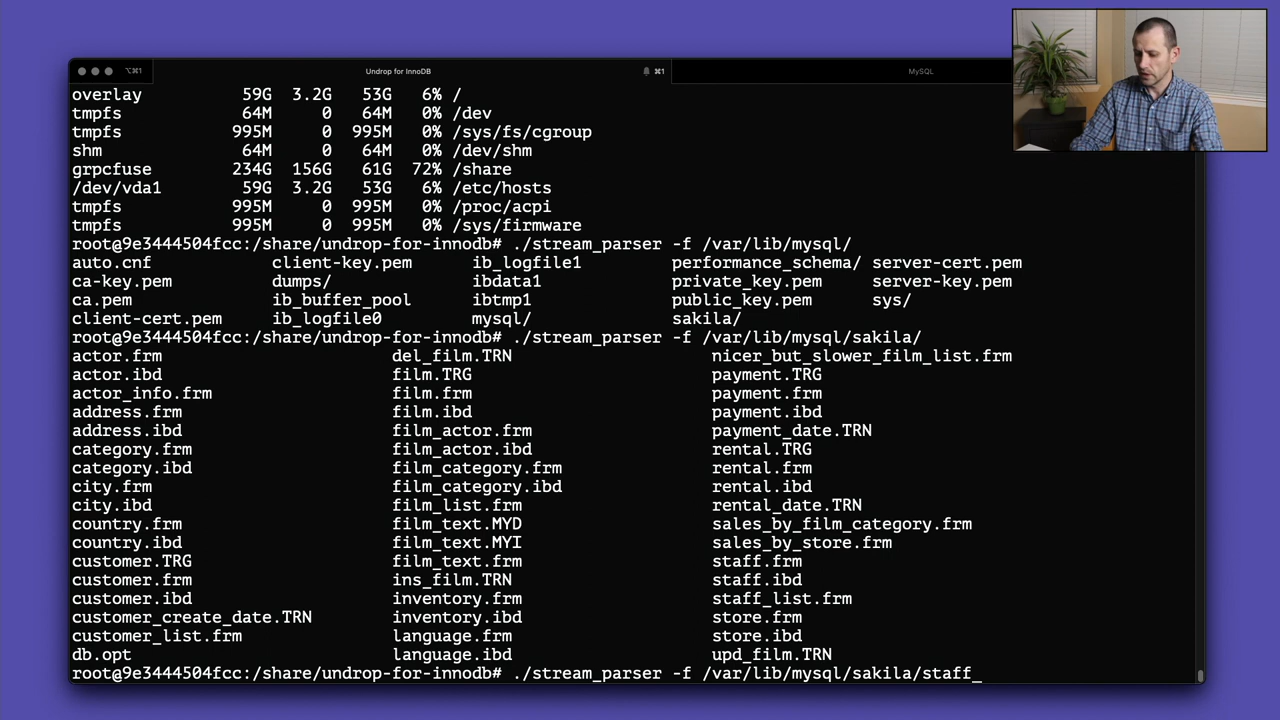 ⌥⌘1 Undrop for InnoDB ⌘1 MySQL
overlay 59G 3.2G 53G 6% /
tmpfs 64M 0 64M 0% /dev
tmpfs 995M 0 995M 0% /sys/fs/cgroup
shm 64M 0 64M 0% /dev/shm
grpcfuse 234G 156G 61G 72% /share
/dev/vda1 59G 3.2G 53G 6% /etc/hosts
tmpfs 995M 0 995M 0% /proc/acpi
tmpfs 995M 0 995M 0% /sys/firmware
root@9e3444504fcc:/share/undrop-for-innodb# ./stream_parser -f /var/lib/mysql/
auto.cnf client-key.pem ib_logfile1 performance_schema/ server-cert.pem
ca-key.pem dumps/ ibdata1 private_key.pem server-key.pem
ca.pem ib_buffer_pool ibtmp1 public_key.pem sys/
client-cert.pem ib_logfile0 mysql/ sakila/
root@9e3444504fcc:/share/undrop-for-innodb# ./stream_parser -f /var/lib/mysql/sakila/
actor.frm del_film.TRN nicer_but_slower_film_list.frm
actor.ibd film.TRG payment.TRG
actor_info.frm film.frm payment.frm
address.frm film.ibd payment.ibd
address.ibd film_actor.frm payment_date.TRN
category.frm film_actor.ibd rental.TRG
category.ibd film_category.frm rental.frm
city.frm film_category.ibd rental.ibd
city.ibd film_list.frm rental_date.TRN
country.frm film_text.MYD sales_by_film_category.frm
country.ibd film_text.MYI sales_by_store.frm
customer.TRG film_text.frm staff.frm
customer.frm ins_film.TRN staff.ibd
customer.ibd inventory.frm staff_list.frm
customer_create_date.TRN inventory.ibd store.frm
customer_list.frm language.frm store.ibd
db.opt language.ibd upd_film.TRN
root@9e3444504fcc:/share/undrop-for-innodb# ./stream_parser -f /var/lib/mysql/sakila/staff_